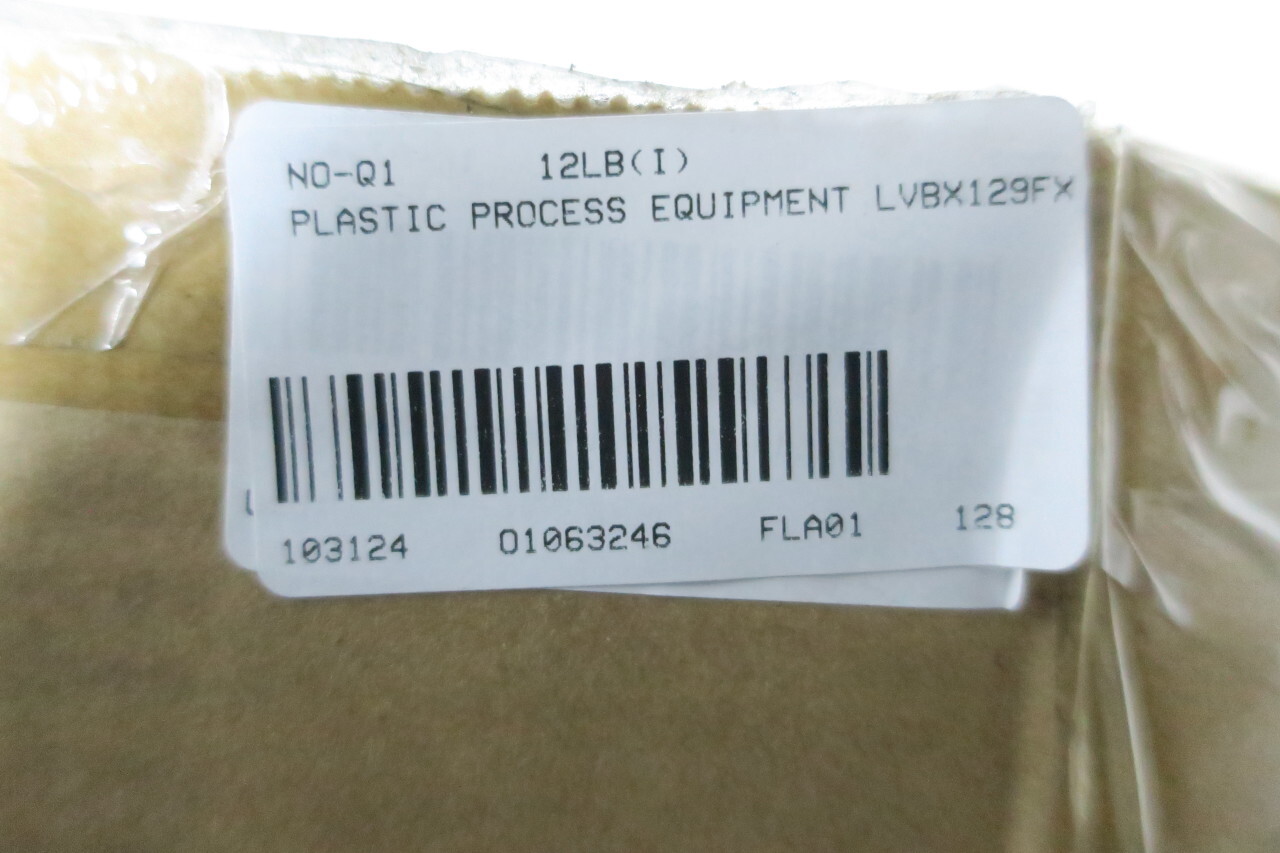 NO-Q1 12LB(I)
PLASTIC PROCESS EQUIPMENT LVBX129FX
103124 01063246 FLA01 128